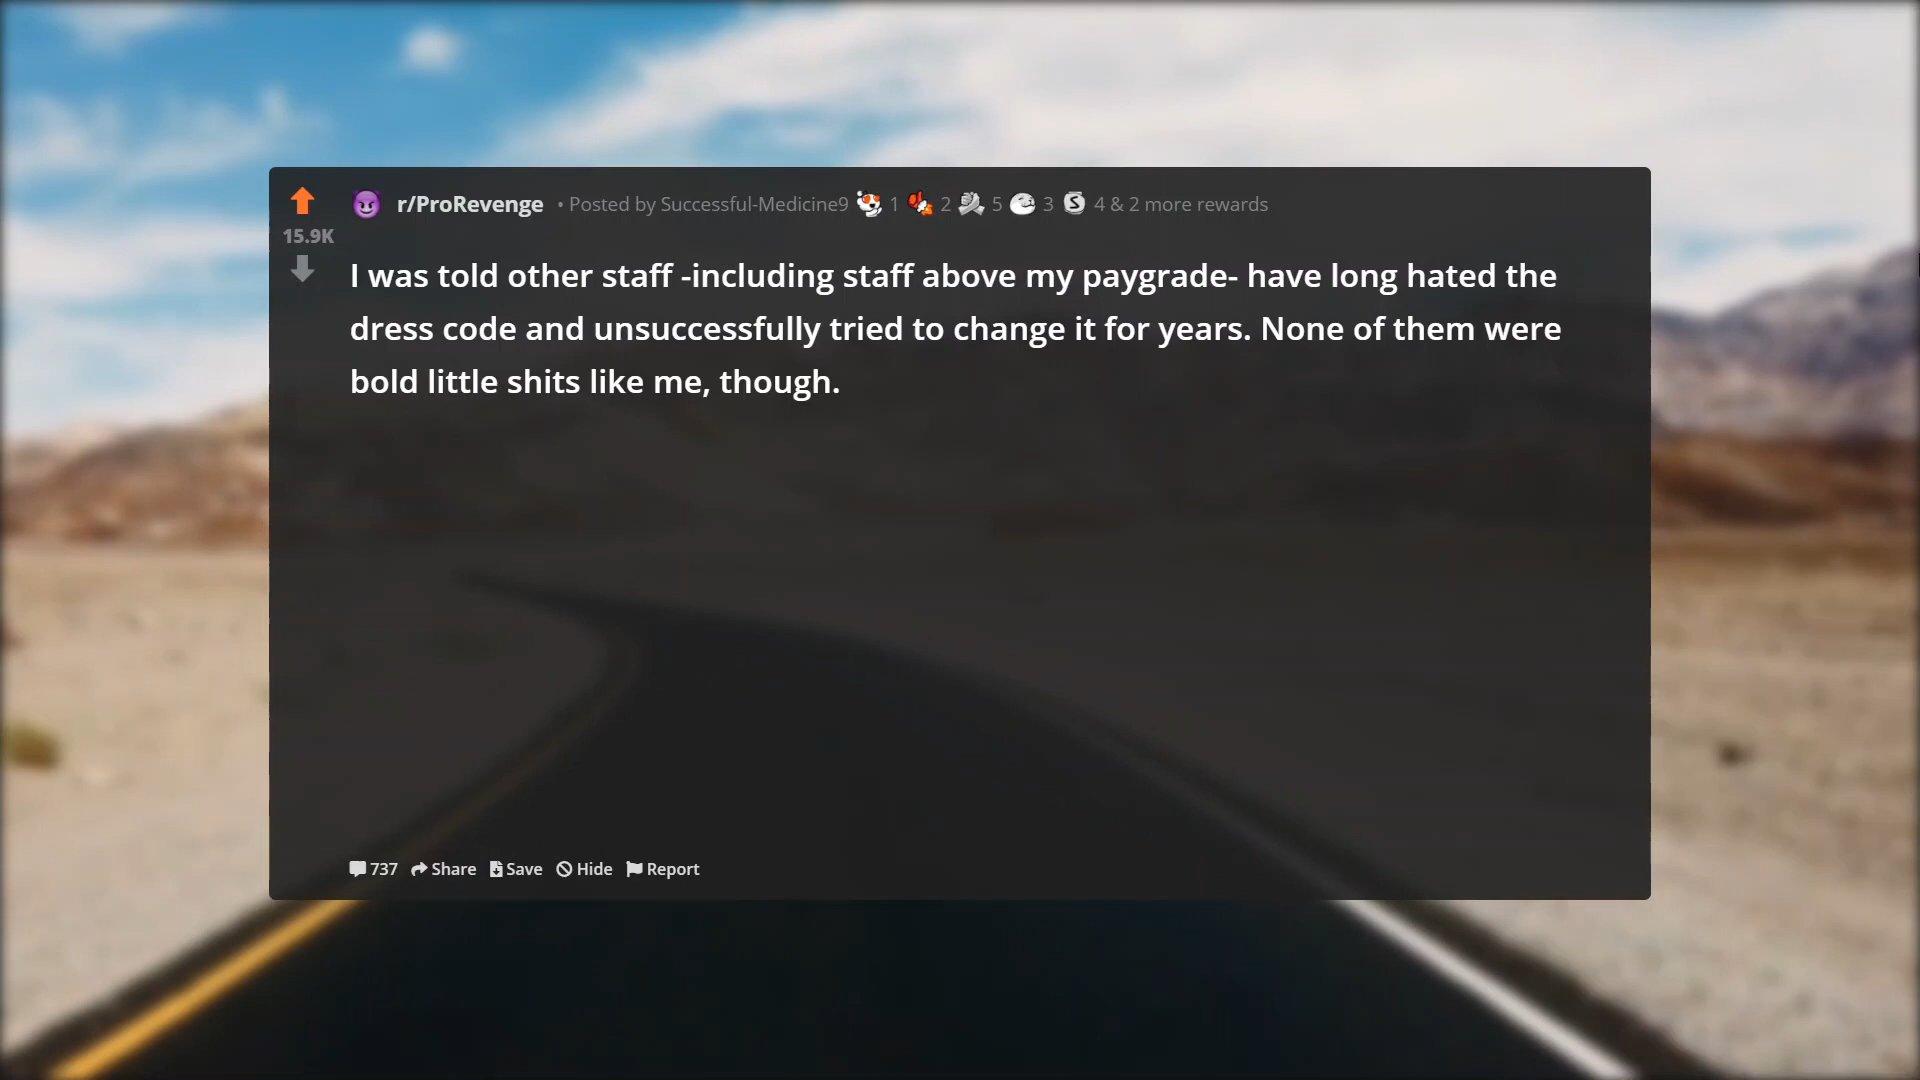 r/ProRevenge • Posted by Successful-Medicine9 1 2 5 3 S 4 & 2 more rewards
15.9K
I was told other staff -including staff above my paygrade- have long hated the
dress code and unsuccessfully tried to change it for years. None of them were
bold little shits like me, though.
737 Share Save Hide Report